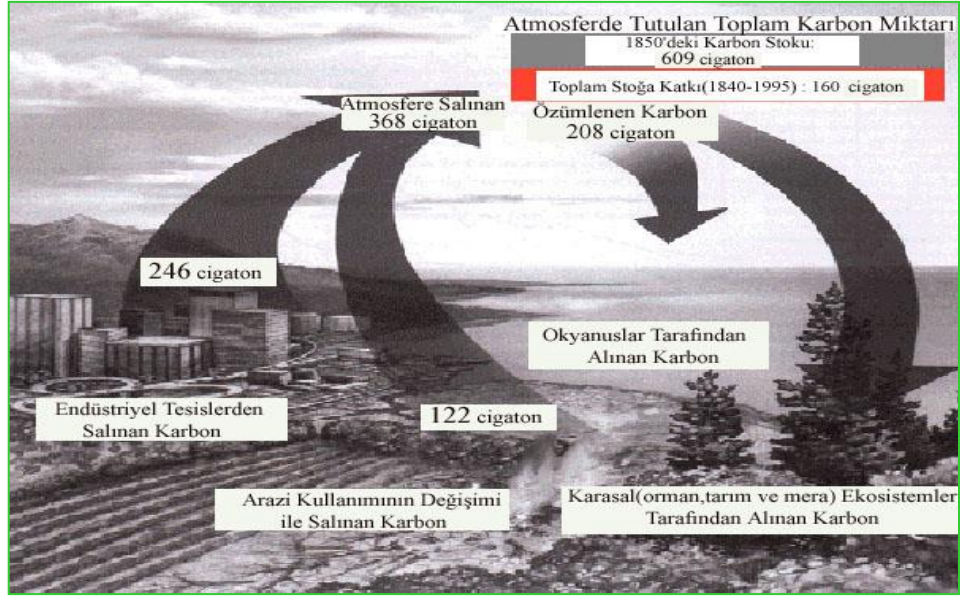 Atmosferde Tutulan Toplam Karbon Miktarı
1850'deki Karbon Stoku:
609 cigaton
Toplam Stoğa Katkı(1840-1995) : 160 cigaton
Atmosfere Salınan
368 cigaton
Özümlenen Karbon
208 cigaton
246 cigaton
Okyanuslar Tarafından
Alınan Karbon
Endüstriyel Tesislerden
Salınan Karbon
122 cigaton
Arazi Kullanımının Değişimi
ile Salınan Karbon
Karasal(orman,tarım ve mera) Ekosistemler
Tarafından Alınan Karbon